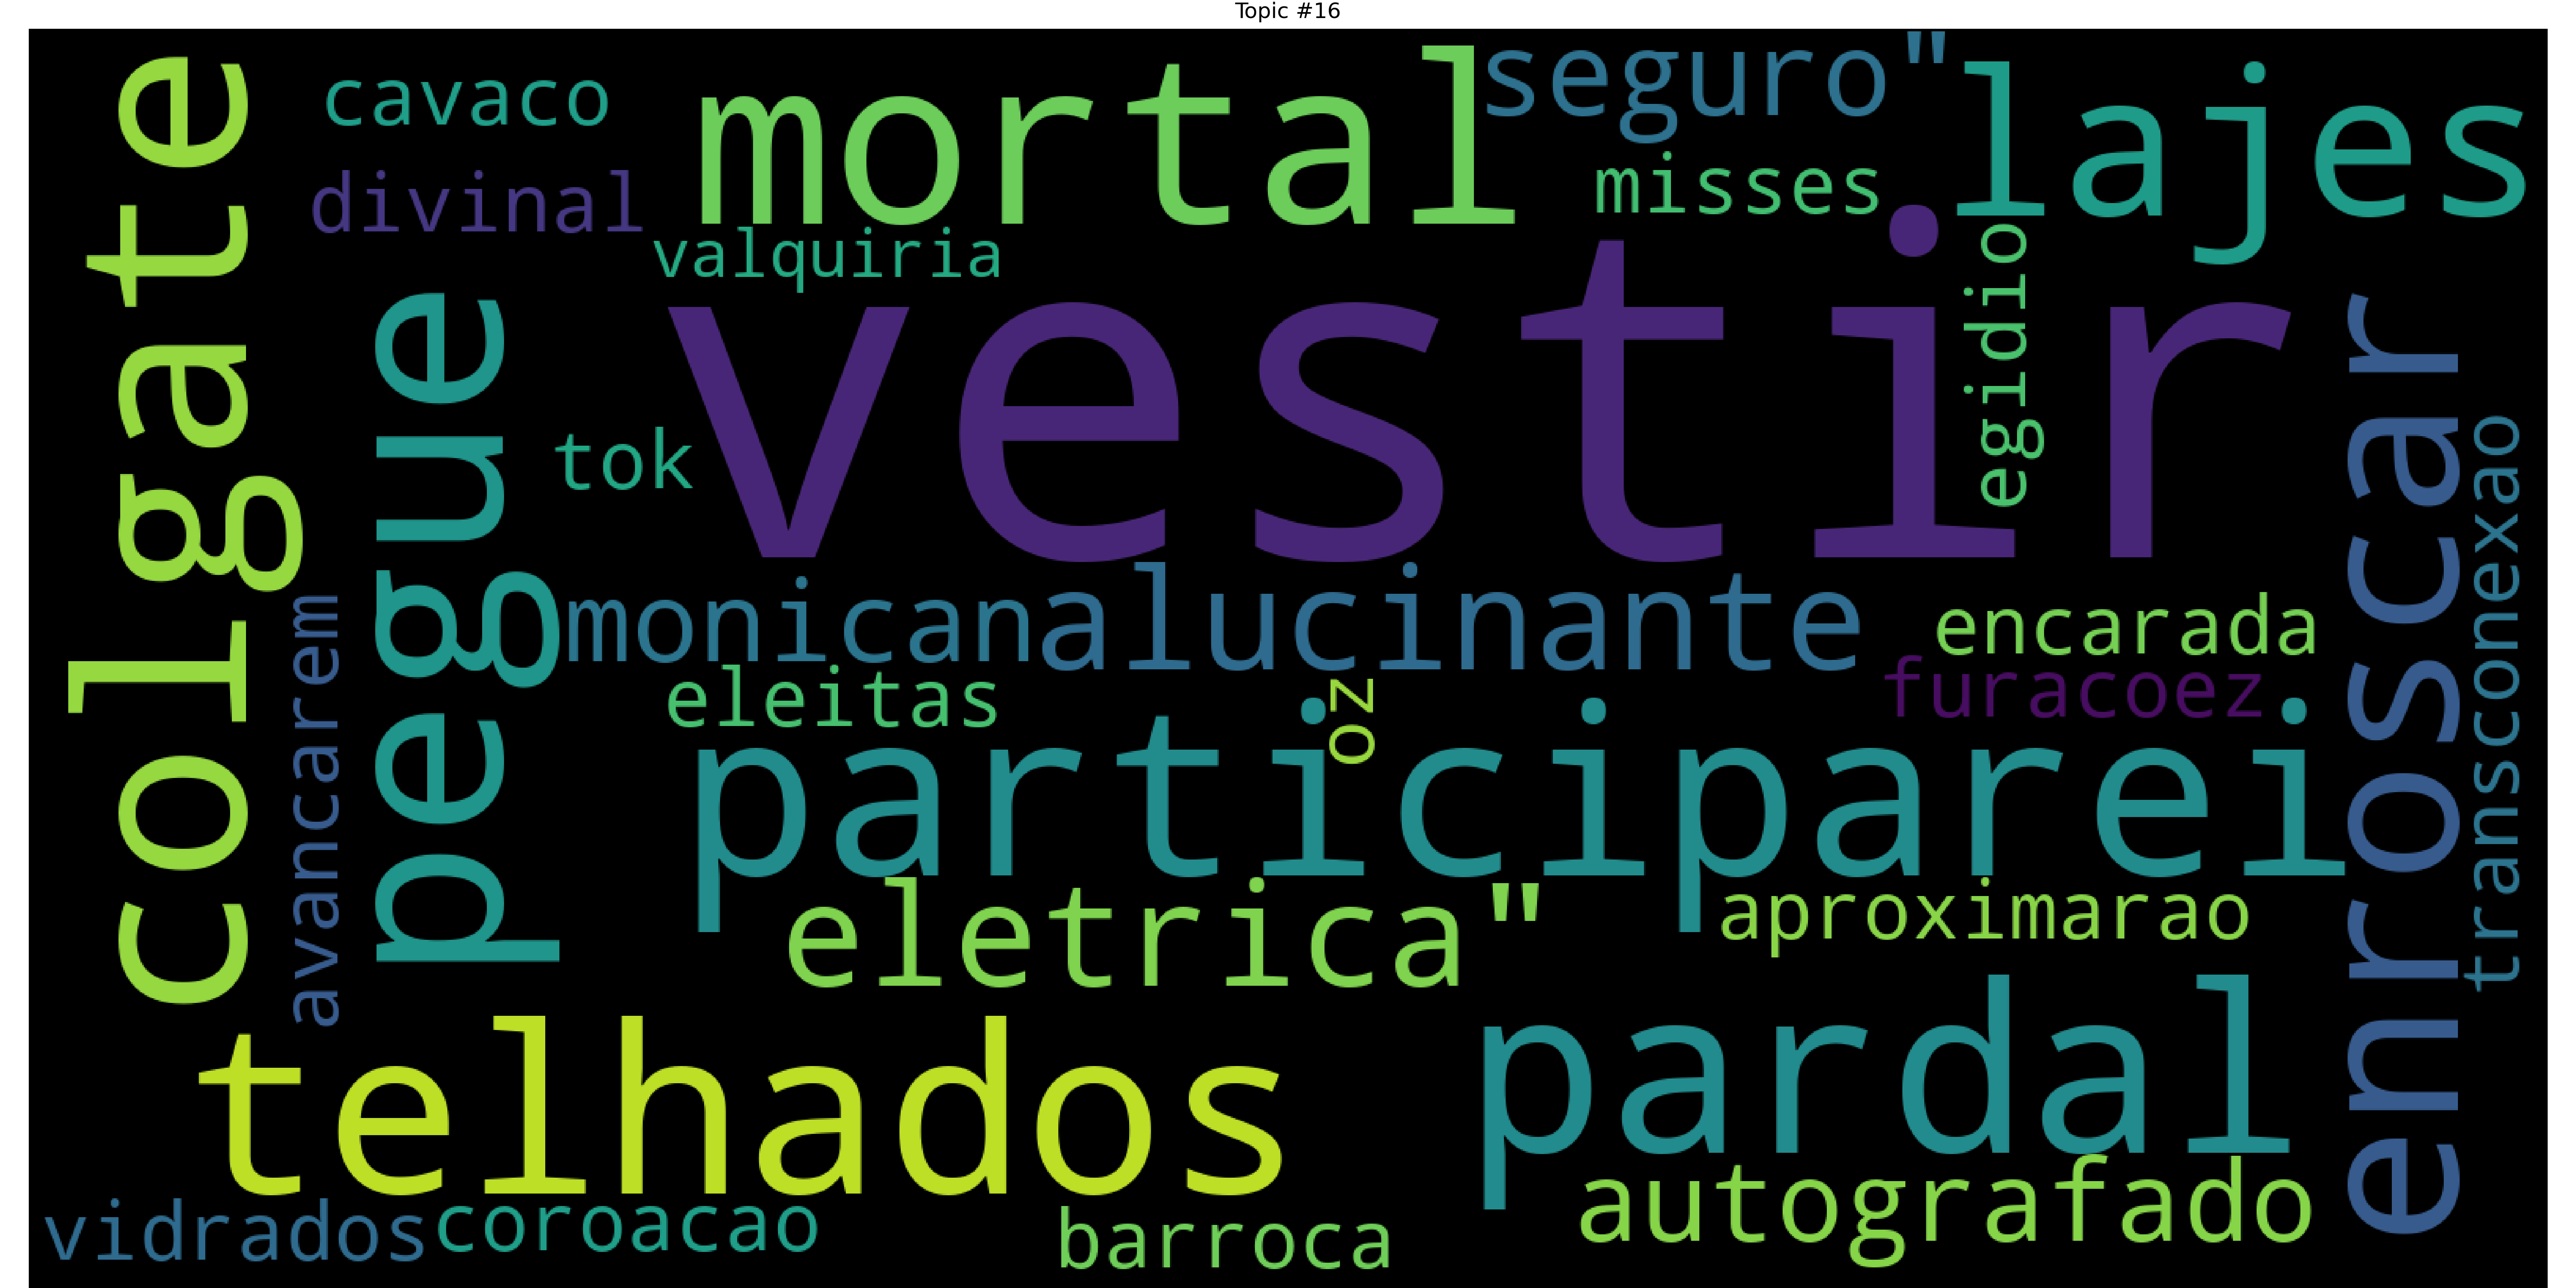 Topic #16
colgate
cavaco
mortal
seguro"
lajes
divinal
misses
valquiria
vestir
egidio
pegue
tok
enroscar
transconexao
monican
alucinante
encarada
avancarem
eleitas
oz
furacoez
participarei
eletrica"
aproximarao
telhados
pardal
autografado
vidrados
coroacao
barroca